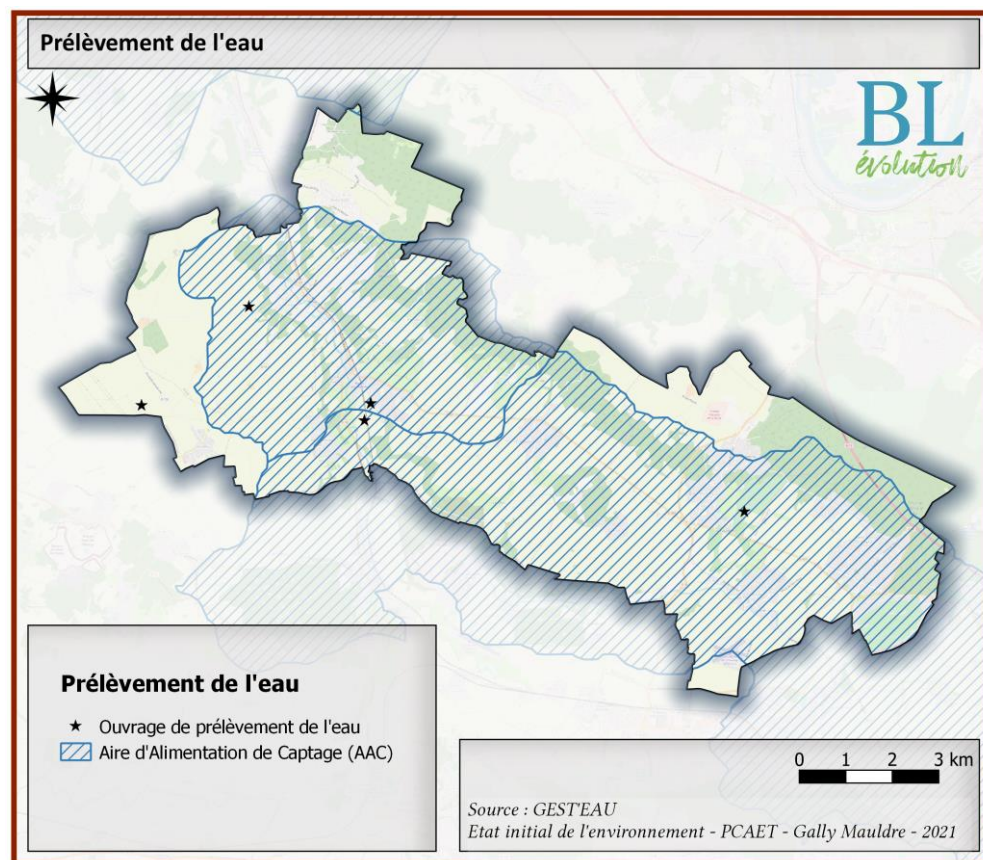 Prélèvement de l'eau
BL
évolution
Prélèvement de l'eau
Ouvrage de prélèvement de l'eau
Aire d'Alimentation de Captage (AAC)
0 1 2 3 km
Source : GEST'EAU
Etat initial de l'environnement - PCAET - Gally Mauldre - 2021